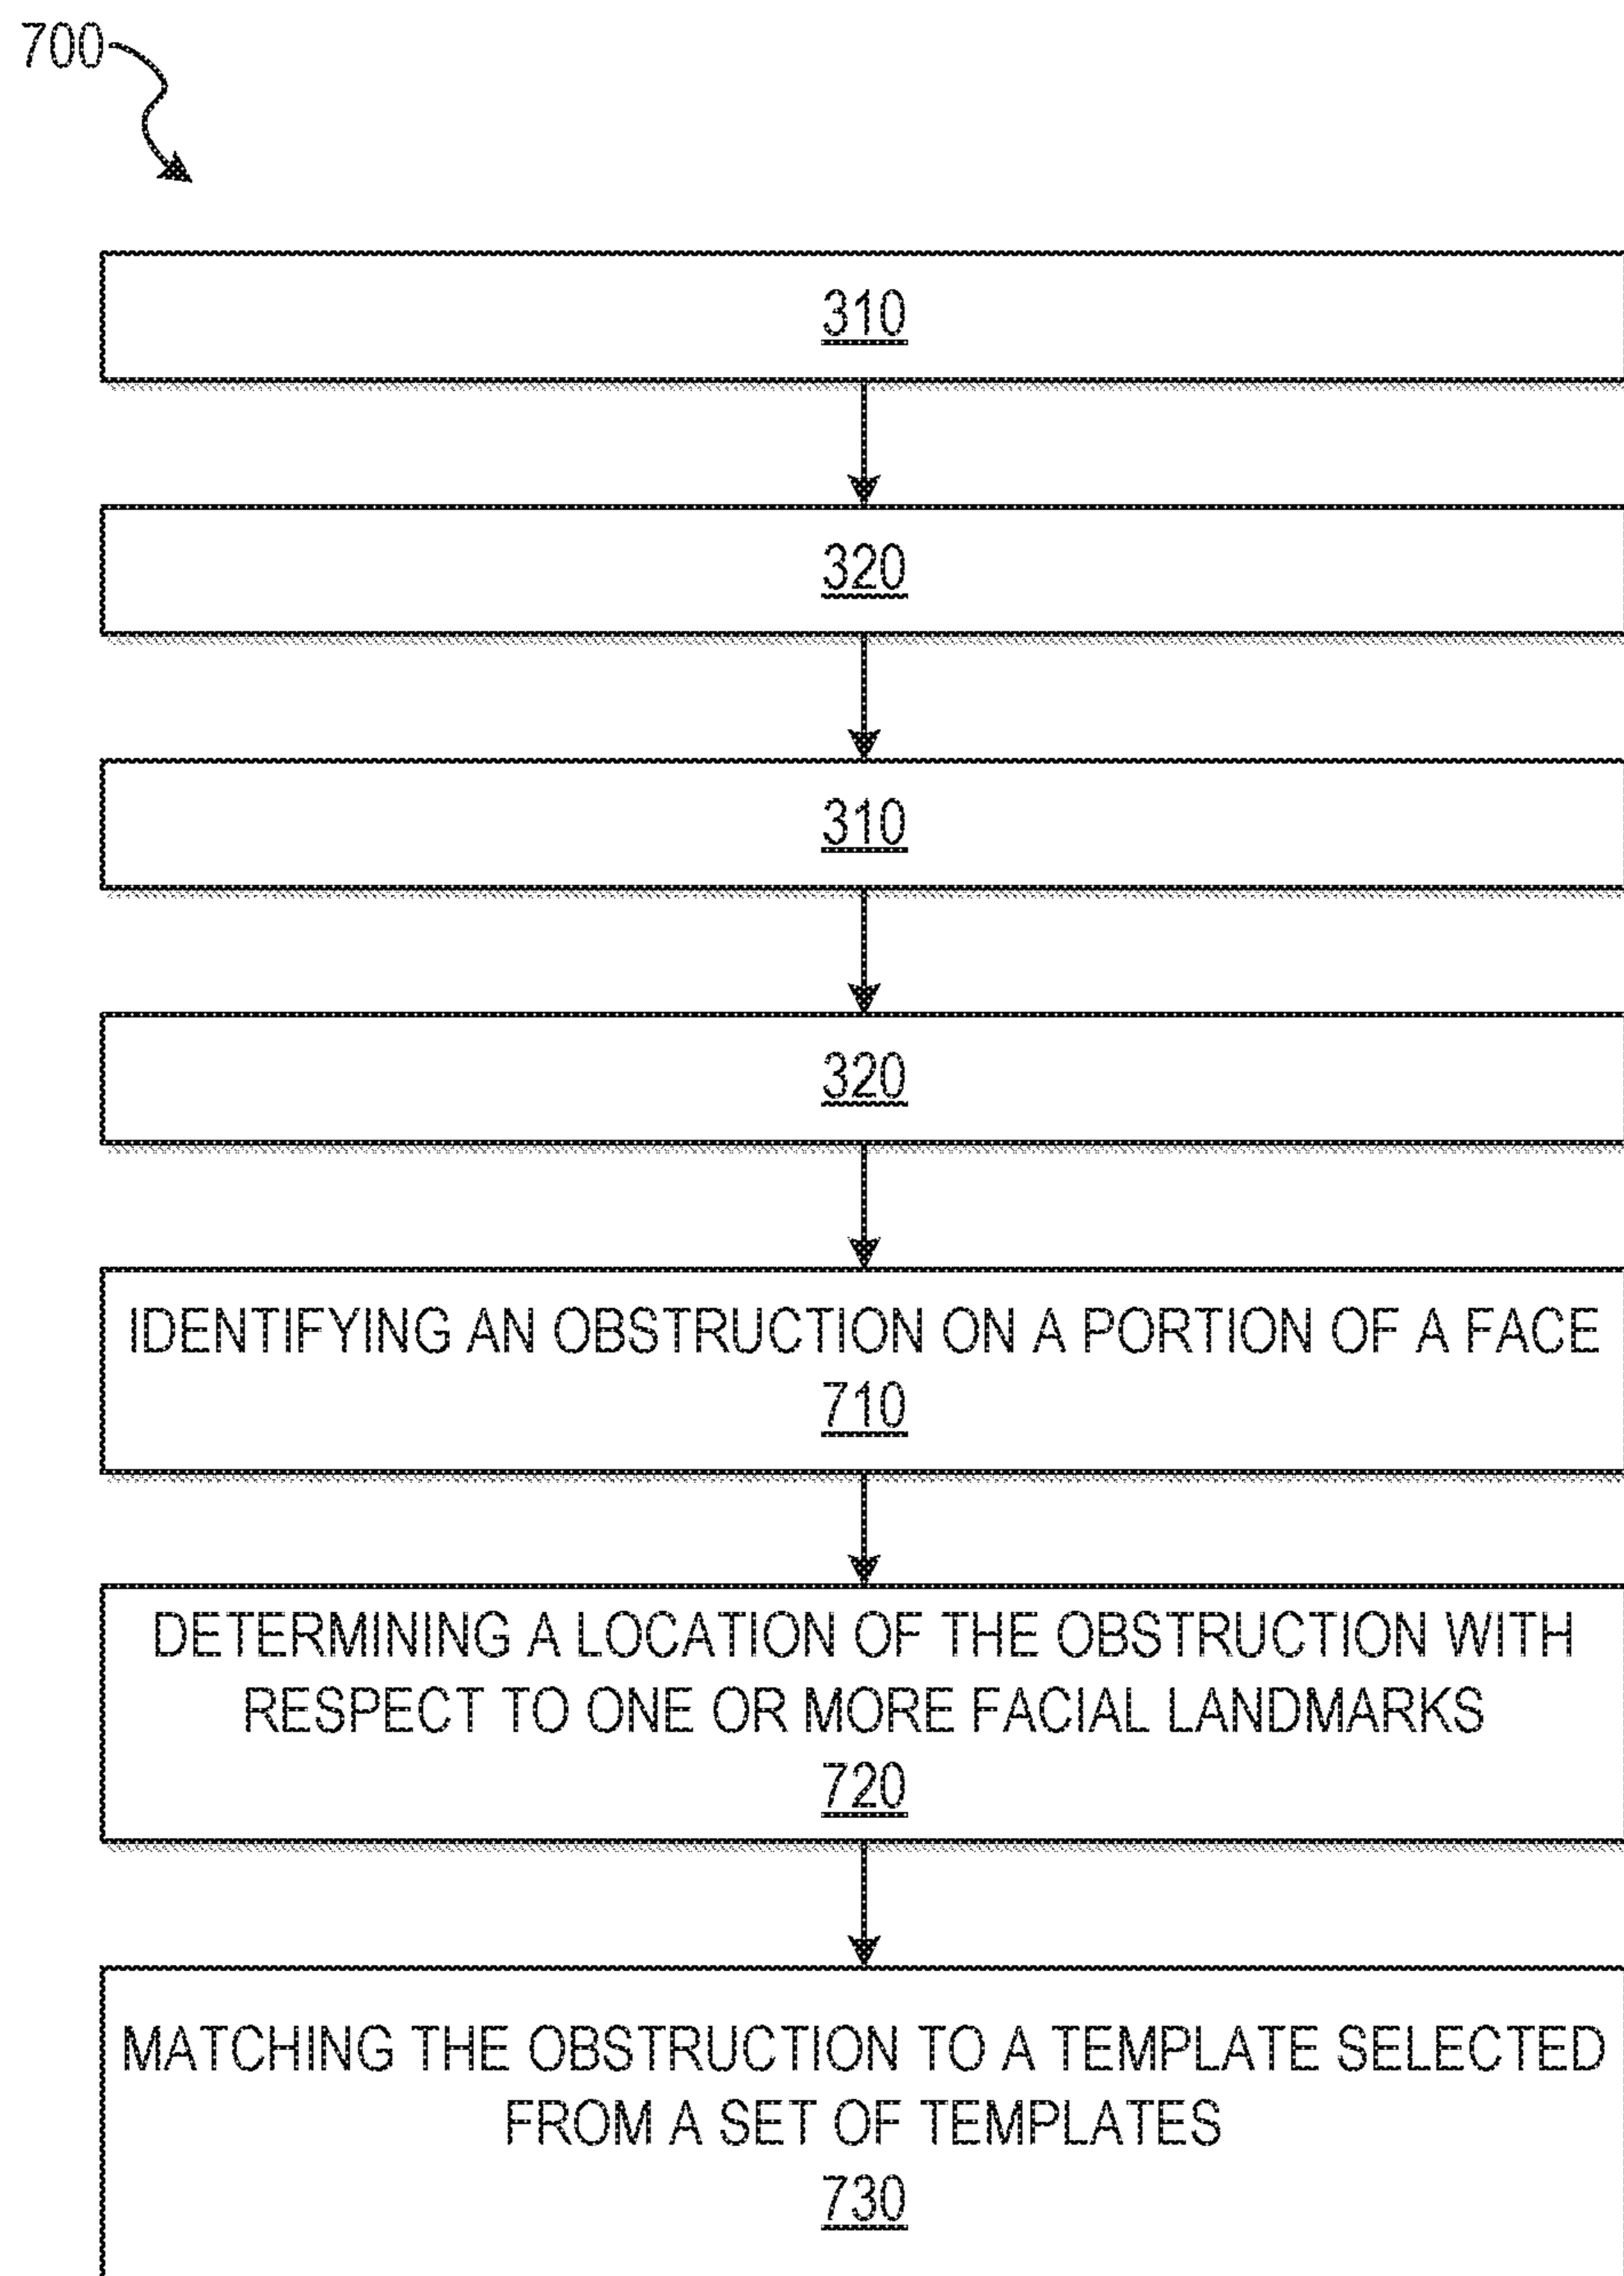 700
310
320
310
320
IDENTIFYING AN OBSTRUCTION ON A PORTION OF A FACE
710
DETERMINING A LOCATION OF THE OBSTRUCTION WITH
RESPECT TO ONE OR MORE FACIAL LANDMARKS
720
MATCHING THE OBSTRUCTION TO A TEMPLATE SELECTED
FROM A SET OF TEMPLATES
730